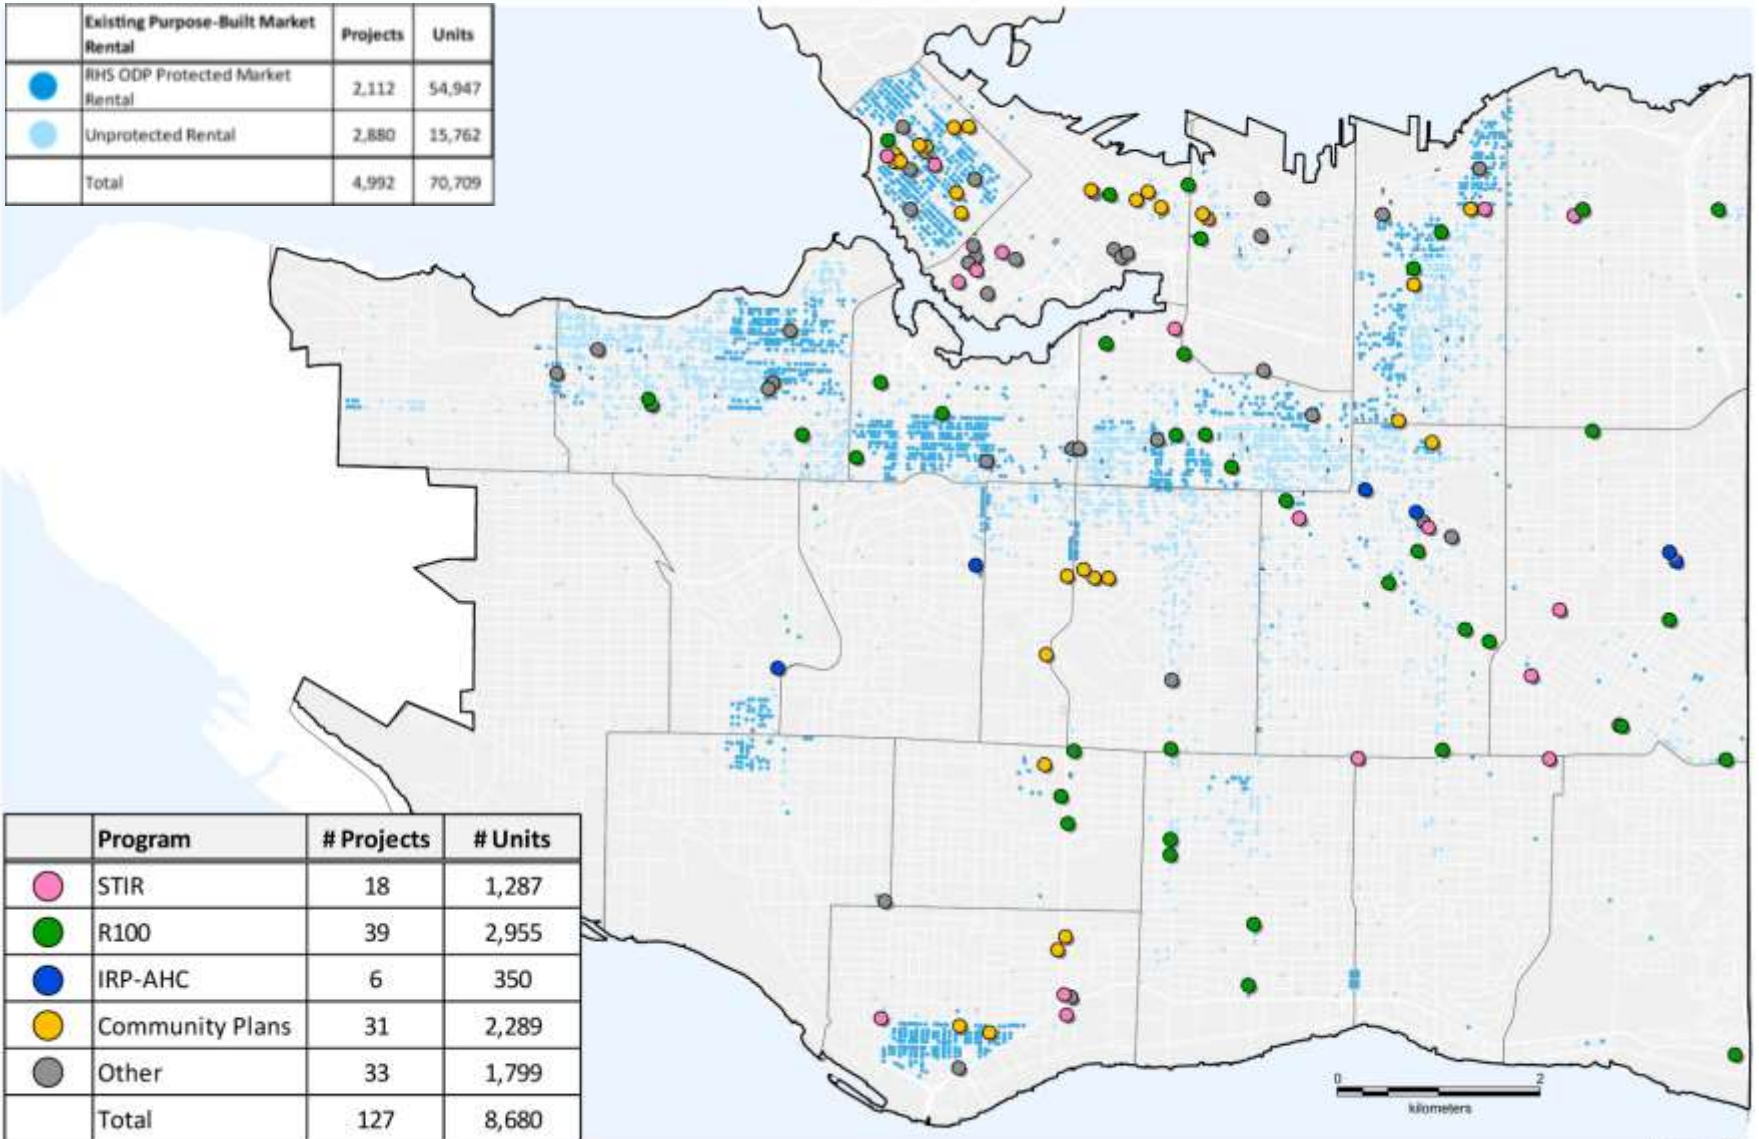 Existing Purpose-Built Market
Rental
Projects
Units
RHS ODP Protected Market
Rental
2,112
54,947
Unprotected Rental
2,880
15,762
Total
4,992
70,709
Program
# Projects
# Units
STIR
18
1,287
R100
39
2,955
IRP-AHC
6
350
Community Plans
31
2,289
Other
33
1,799
Total
127
8,680
0
2
kilometers